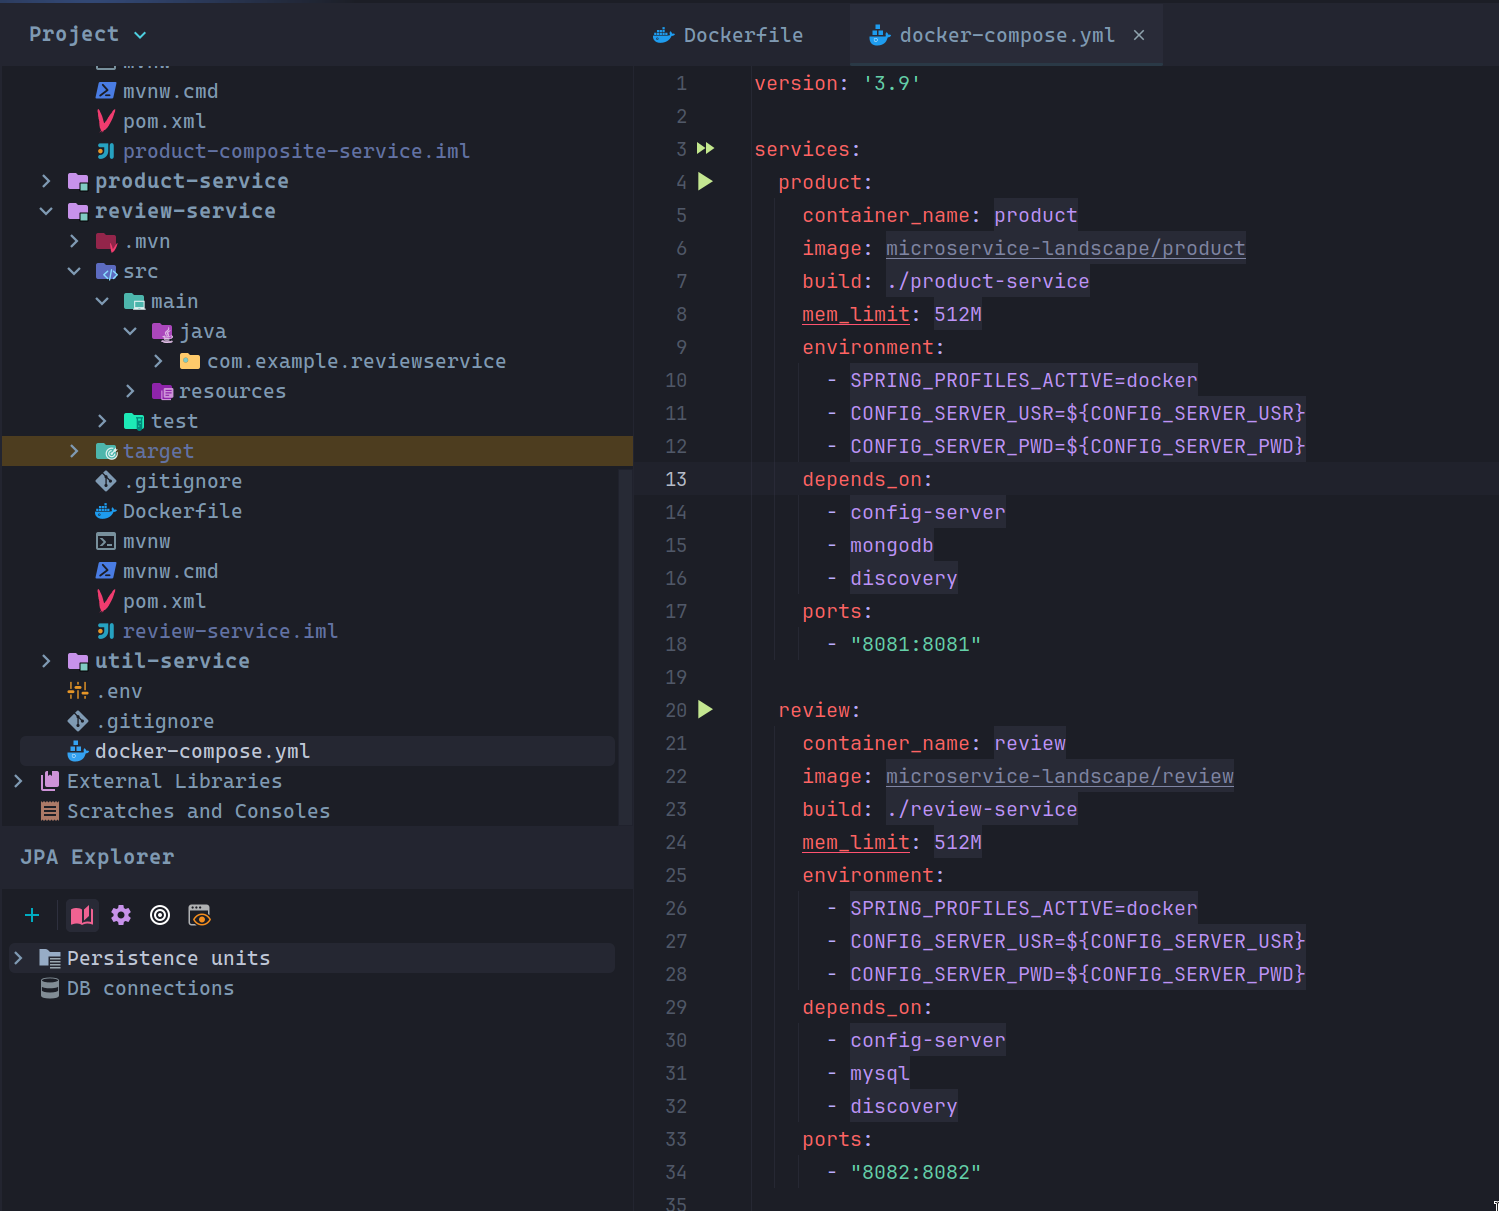 Project
mvnw
mvnw.cmd
pom.xml
product-composite-service.iml
product-service
review-service
.mvn
src
main
java
com.example.reviewservice
resources
test
target
.gitignore
Dockerfile
mvnw
mvnw.cmd
pom.xml
review-service.iml
util-service
.env
.gitignore
docker-compose.yml
External Libraries
Scratches and Consoles
JPA Explorer
Persistence units
DB connections
Dockerfile
docker-compose.yml
1 version: '3.9'
2
3 services:
4 product:
5 container_name: product
6 image: microservice-landscape/product
7 build: ./product-service
8 mem_limit: 512M
9 environment:
10 - SPRING_PROFILES_ACTIVE=docker
11 - CONFIG_SERVER_USR=${CONFIG_SERVER_USR}
12 - CONFIG_SERVER_PWD=${CONFIG_SERVER_PWD}
13 depends_on:
14 - config-server
15 - mongodb
16 - discovery
17 ports:
18 - "8081:8081"
19
20 review:
21 container_name: review
22 image: microservice-landscape/review
23 build: ./review-service
24 mem_limit: 512M
25 environment:
26 - SPRING_PROFILES_ACTIVE=docker
27 - CONFIG_SERVER_USR=${CONFIG_SERVER_USR}
28 - CONFIG_SERVER_PWD=${CONFIG_SERVER_PWD}
29 depends_on:
30 - config-server
31 - mysql
32 - discovery
33 ports:
34 - "8082:8082"
35